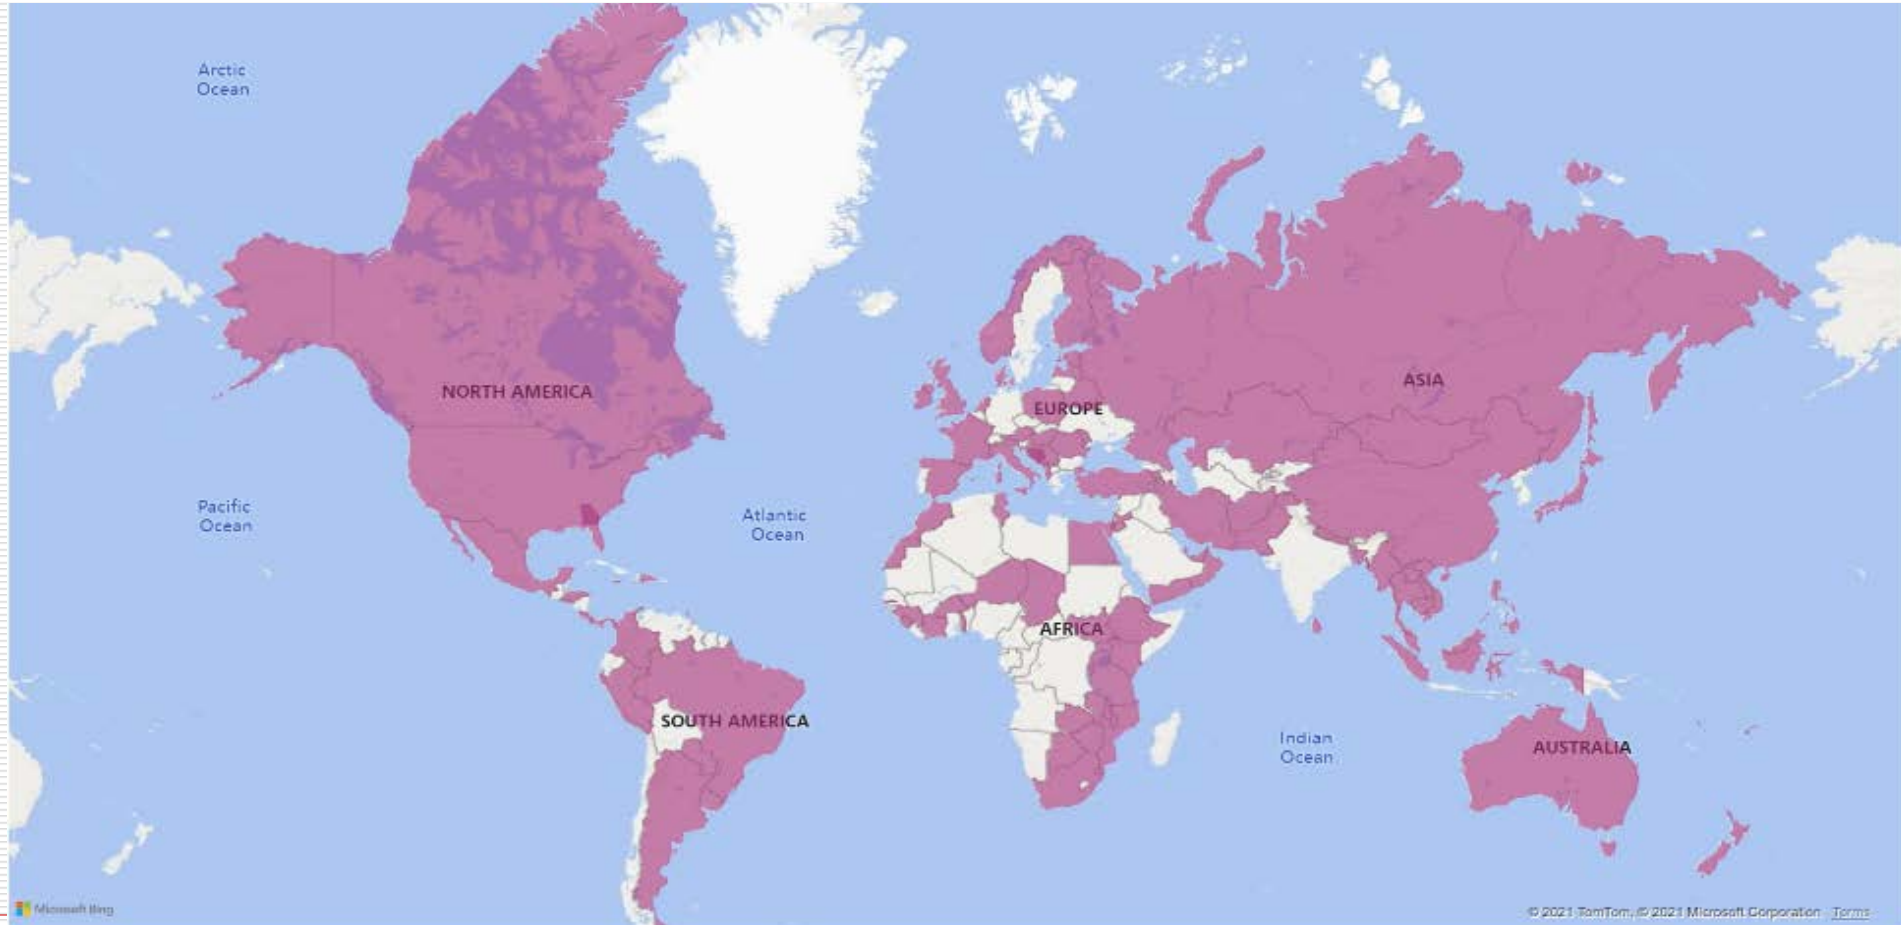 Arctic
Ocean
NORTH AMERICA
ASIA
EUROPE
Pacific
Ocean
Atlantic
Ocean
AFRICA
SOUTH AMERICA
Indian
Ocean
AUSTRALIA
Microsoft Bing
© 2021 TomTom, © 2021 Microsoft Corporation Terms